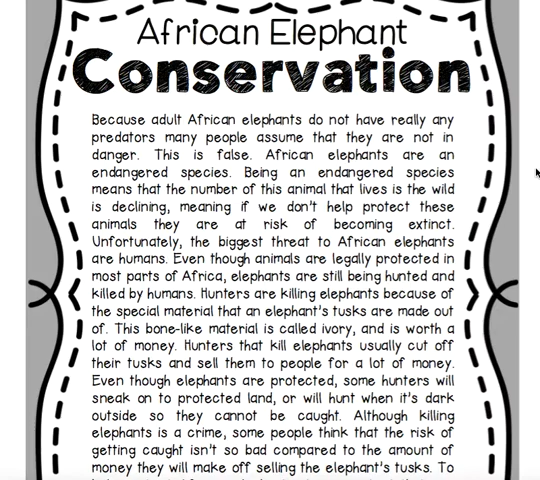 African Elephant
Conservation
Because adult African elephants do not have really any
predators many people assume that they are not in
danger. This is false. African elephants are an
endangered species. Being an endangered species
means that the number of this animal that lives is the wild
is declining, meaning if we don't help protect these
animals they are at risk of becoming extinct.
Unfortunately, the biggest threat to African elephants
are humans. Even though animals are legally protected in
most parts of Africa, elephants are still being hunted and
killed by humans. Hunters are killing elephants because of
the special material that an elephant's tusks are made out
of. This bone-like material is called ivory, and is worth a
lot of money. Hunters that kill elephants usually cut off
their tusks and sell them to people for a lot of money.
Even though elephants are protected, some hunters will
sneak on to protected land, or will hunt when it's dark
outside so they cannot be caught. Although killing
elephants is a crime, some people think that the risk of
getting caught isn't so bad compared to the amount of
money they will make off selling the elephant's tusks. To